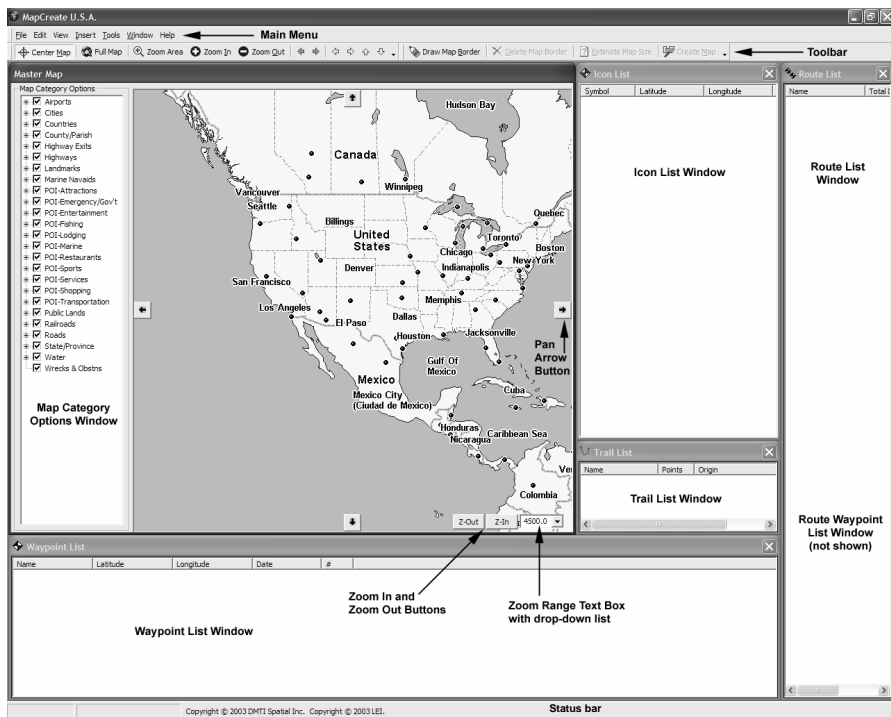 MapCreate U.S.A.
File Edit View Insert Tools Window Help
Main Menu
Center Map Full Map Zoom Area Zoom In Zoom Out Draw Map Border Delete Map Border Estimate Map Size Create Map
Toolbar
Master Map
Map Category Options
Airports
Cities
Countries
County/Parish
Highway Exits
Highways
Landmarks
Marine Navaids
POI-Attractions
POI-Emergency/Gov't
POI-Entertainment
POI-Fishing
POI-Lodging
POI-Marine
POI-Restaurants
POI-Sports
POI-Services
POI-Shopping
POI-Transportation
Public Lands
Railroads
Roads
State/Province
Water
Wrecks & Obstns
Map Category
Options Window
Hudson Bay
Canada
Winnipeg
Vancouver
Seattle
Quebec
Billings
United
States
Toronto
Boston
Chicago
New York
Denver
Indianapolis
San Francisco
Memphis
Los Angeles
Dallas
El Paso
Houston
Jacksonville
Gulf Of
Mexico
Mexico
Mexico City
(Ciudad de Mexico)
Cuba
Honduras
Caribbean Sea
Nicaragua
Colombia
Pan
Arrow
Button
Z-Out Z-In 4500.0
Icon List
Symbol Latitude Longitude
Icon List Window
Route List
Name
Route List
Window
Trail List
Name Points Origin
Trail List Window
Route Waypoint
List Window
(not shown)
Waypoint List
Name Latitude Longitude Date #
Waypoint List Window
Zoom In and
Zoom Out Buttons
Zoom Range Text Box
with drop-down list
Copyright © 2003 DMTI Spatial Inc. Copyright © 2003 LEI.
Status bar